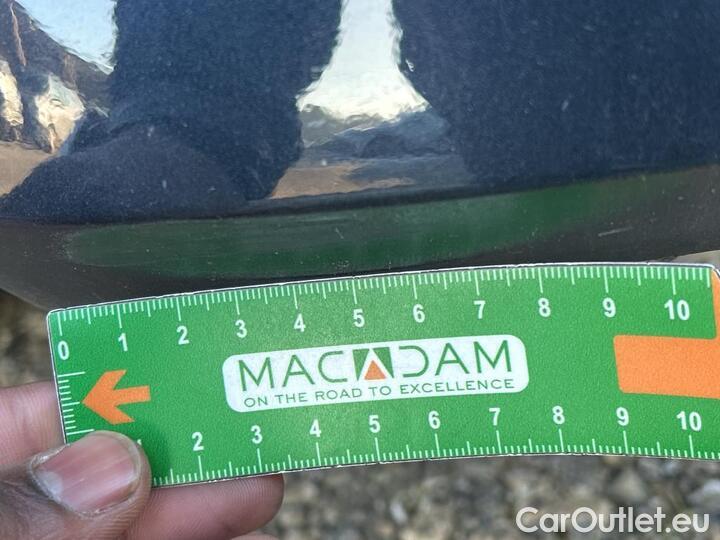 0 1 2 3 4 5 6 7 8 9 10
MACADAM
ON THE ROAD TO EXCELLENCE
2 3 4 5 6 7 8 9 10
CarOutlet.eu